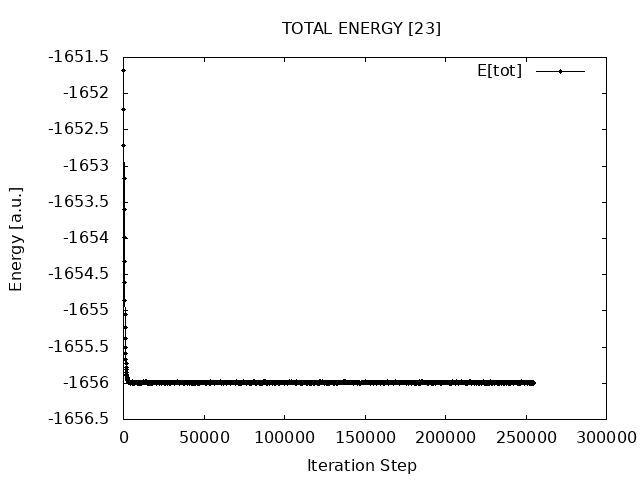 TOTAL ENERGY [23]
E[tot]
-1651.5
-1652
-1652.5
-1653
-1653.5
-1654
-1654.5
-1655
-1655.5
-1656
-1656.5
Energy [a.u.]
0 50000 100000 150000 200000 250000 300000
Iteration Step